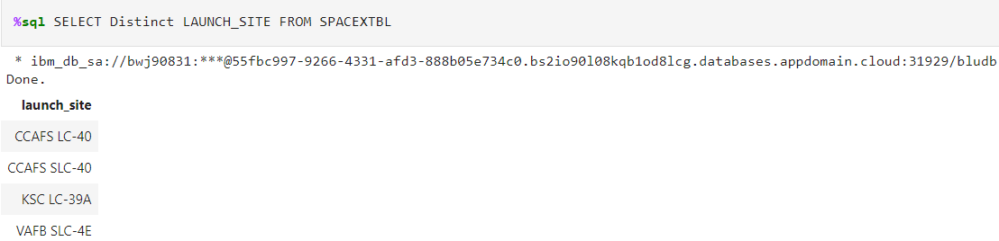 %sql SELECT Distinct LAUNCH_SITE FROM SPACEXTBL
* ibm_db_sa://bwj90831:***@55fbc997-9266-4331-afd3-888b05e734c0.bs2io90l08kqb1od8lcg.databases.appdomain.cloud:31929/bludb
Done.
launch_site
CCAFS LC-40
CCAFS SLC-40
KSC LC-39A
VAFB SLC-4E